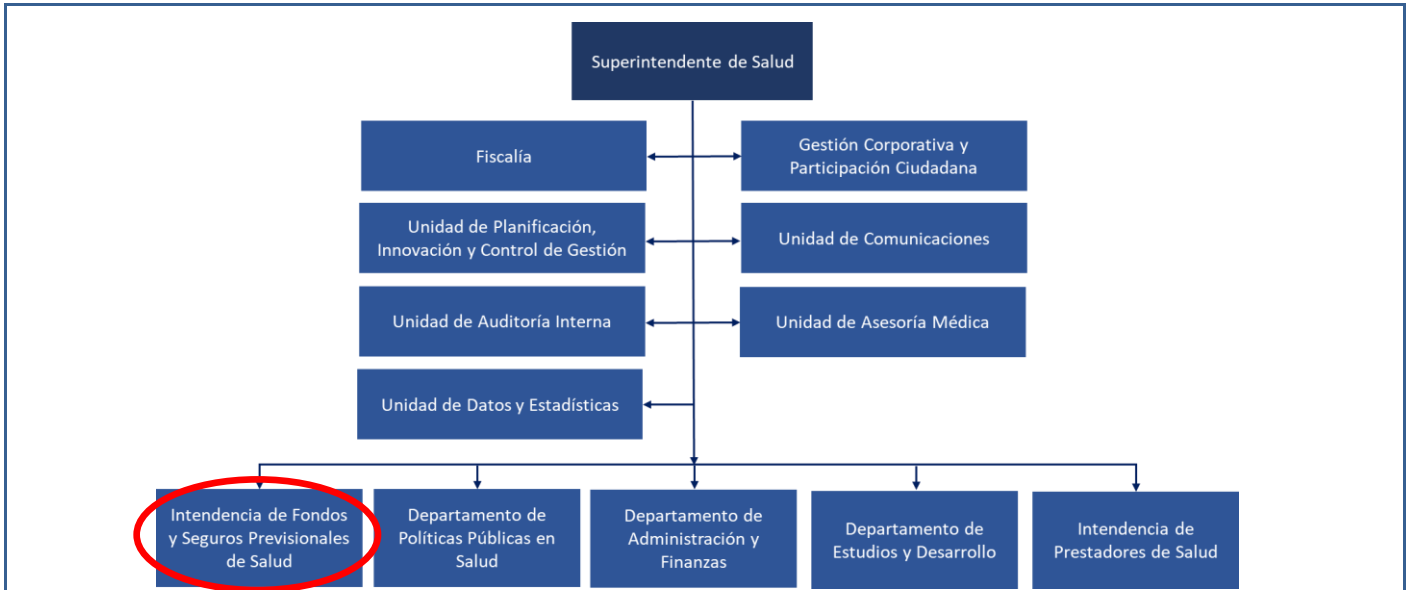 Superintendente de Salud
Fiscalía
Gestión Corporativa y
Participación Ciudadana
Unidad de Planificación,
Innovación y Control de Gestión
Unidad de Comunicaciones
Unidad de Auditoría Interna
Unidad de Asesoría Médica
Unidad de Datos y Estadísticas
Intendencia de Fondos
y Seguros Previsionales
de Salud
Departamento de
Políticas Públicas en
Salud
Departamento de
Administración y
Finanzas
Departamento de
Estudios y Desarrollo
Intendencia de
Prestadores de Salud